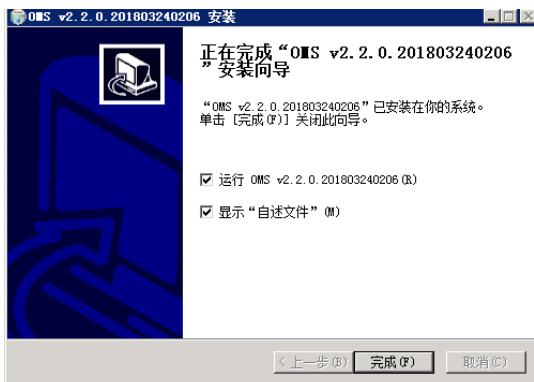 OMS v2.2.0.201803240206 安装
正在完成“OMS v2.2.0.201803240206
”安装向导
“OMS v2.2.0.201803240206”已安装在你的系统。
单击 [完成(F)] 关闭此向导。
运行 OMS v2.2.0.201803240206(R)
显示“自述文件”(M)
<上一步(B)
完成(F)
取消(C)